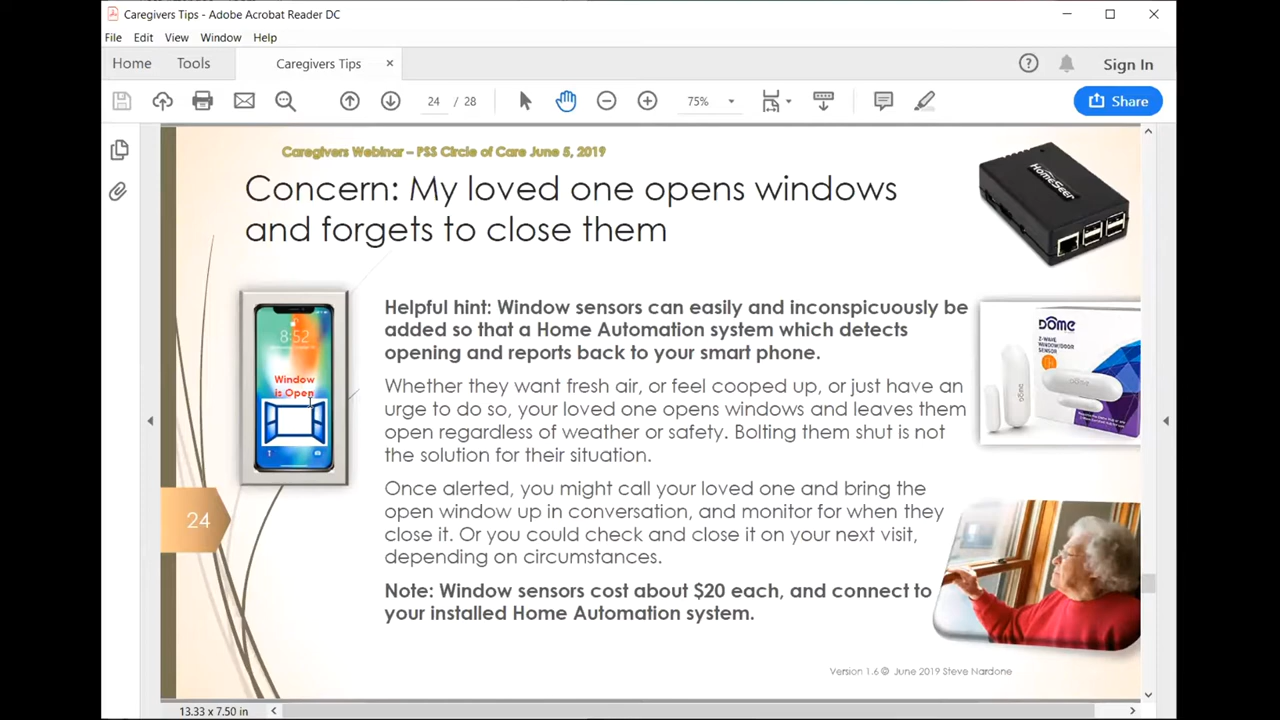 Caregivers Tips - Adobe Acrobat Reader DC
File Edit View Window Help
Home Tools Caregivers Tips × Sign In
24 / 28 75% Share
Caregivers Webinar – PSS Circle of Care June 5, 2019
Concern: My loved one opens windows
and forgets to close them
HomeSeer
8:52
Window
is Open
Helpful hint: Window sensors can easily and inconspicuously be
added so that a Home Automation system which detects
opening and reports back to your smart phone.
Dome
Z-WAVE
WINDOW/DOOR
SENSOR
Whether they want fresh air, or feel cooped up, or just have an
urge to do so, your loved one opens windows and leaves them
open regardless of weather or safety. Bolting them shut is not
the solution for their situation.
Once alerted, you might call your loved one and bring the
open window up in conversation, and monitor for when they
close it. Or you could check and close it on your next visit,
depending on circumstances.
24
Note: Window sensors cost about $20 each, and connect to
your installed Home Automation system.
Version 1.6 © June 2019 Steve Nardone
13.33 x 7.50 in